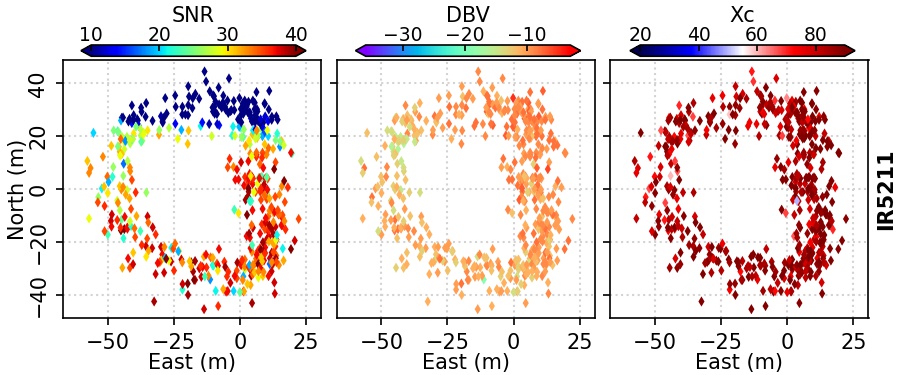 SNR DBV Xc
10 20 30 40 −30 −20 −10 20 40 60 80
40
20
0
−20
−40
North (m)
IR5211
−50 −25 0 25 −50 −25 0 25 −50 −25 0 25
East (m) East (m) East (m)